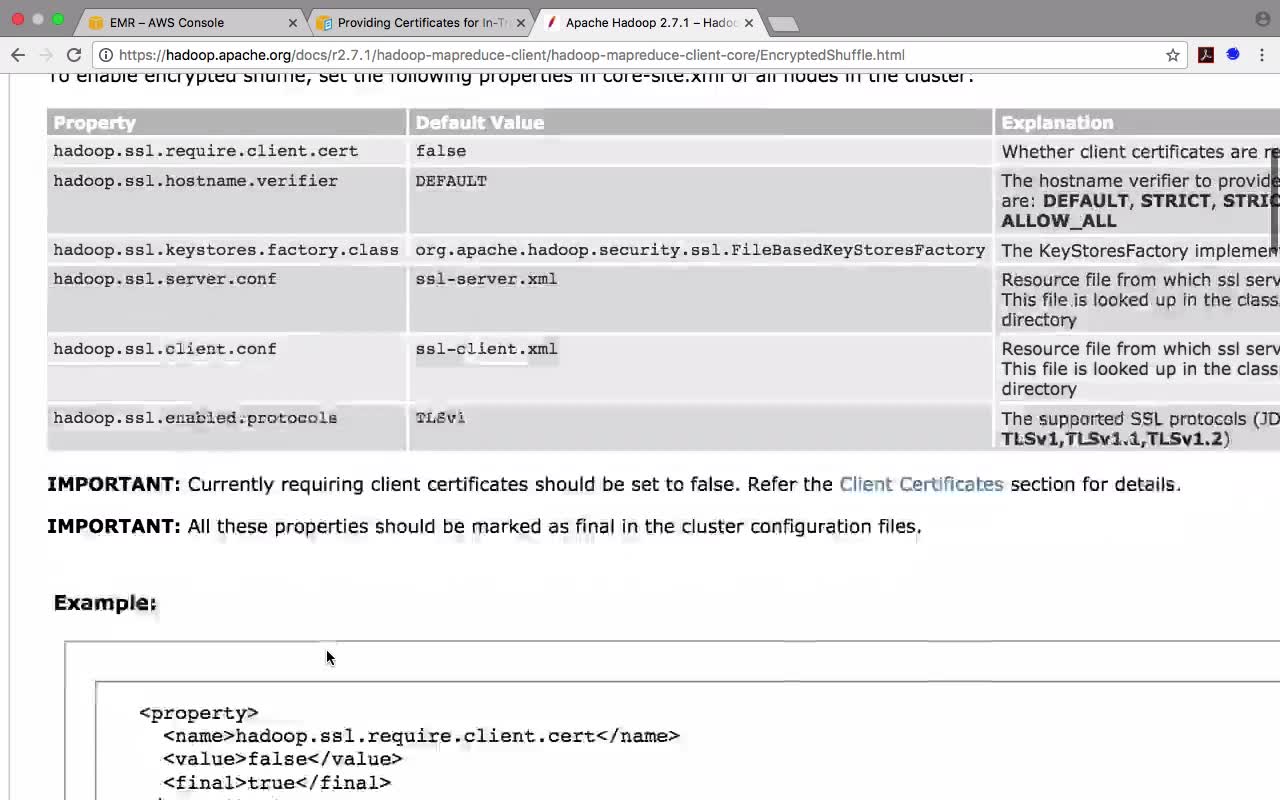 EMR – AWS Console
Providing Certificates for In-Tr
Apache Hadoop 2.7.1 – Hado
https://hadoop.apache.org/docs/r2.7.1/hadoop-mapreduce-client/hadoop-mapreduce-client-core/EncryptedShuffle.html
To enable encrypted shuffle, set the following properties in core-site.xml of all nodes in the cluster:
Property Default Value Explanation
hadoop.ssl.require.client.cert false Whether client certificates are re
hadoop.ssl.hostname.verifier DEFAULT The hostname verifier to provide
are: DEFAULT, STRICT, STRIC
ALLOW_ALL
hadoop.ssl.keystores.factory.class org.apache.hadoop.security.ssl.FileBasedKeyStoresFactory The KeyStoresFactory implemen
hadoop.ssl.server.conf ssl-server.xml Resource file from which ssl serv
This file is looked up in the class
directory
hadoop.ssl.client.conf ssl-client.xml Resource file from which ssl serv
This file is looked up in the class
directory
hadoop.ssl.enabled.protocols TLSv1 The supported SSL protocols (JD
TLSv1,TLSv1.1,TLSv1.2)
IMPORTANT: Currently requiring client certificates should be set to false. Refer the Client Certificates section for details.
IMPORTANT: All these properties should be marked as final in the cluster configuration files.
Example:
<property>
<name>hadoop.ssl.require.client.cert</name>
<value>false</value>
<final>true</final>